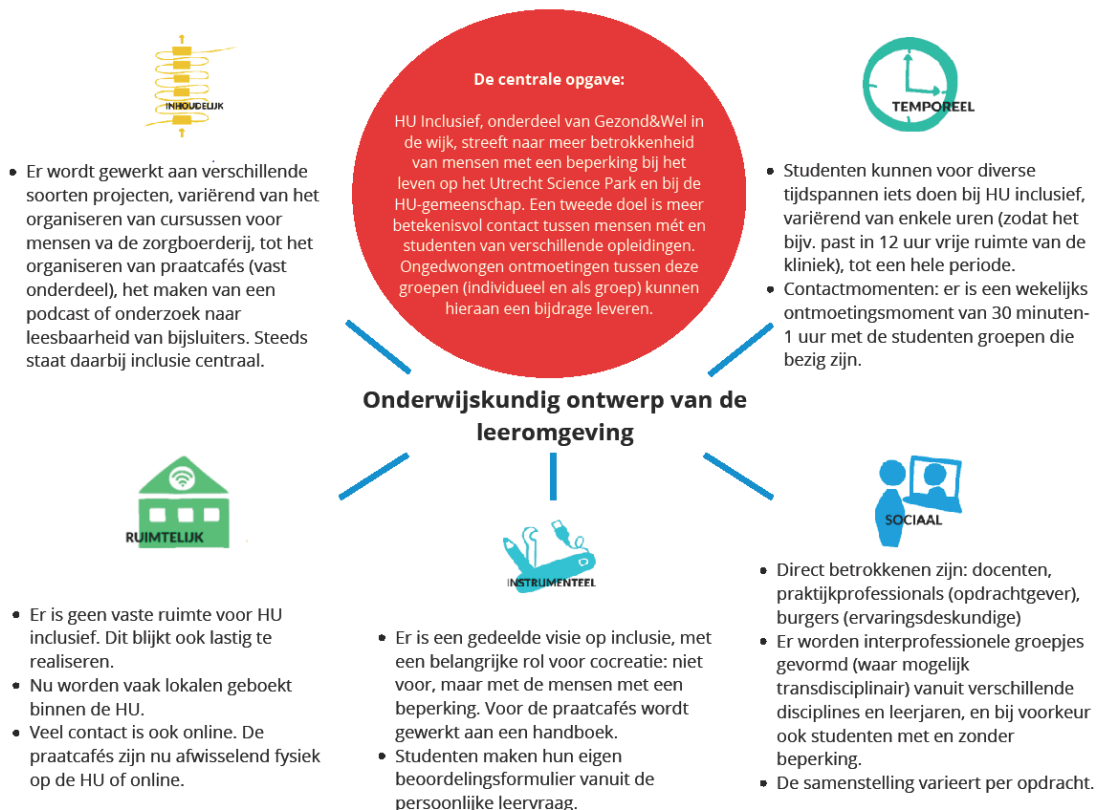 INHOUDELIJK
• Er wordt gewerkt aan verschillende
soorten projecten, variërend van het
organiseren van cursussen voor
mensen va de zorgboerderij, tot het
organiseren van praatcafés (vast
onderdeel), het maken van een
podcast of onderzoek naar
leesbaarheid van bijsluiters. Steeds
staat daarbij inclusie centraal.
De centrale opgave:
HU Inclusief, onderdeel van Gezond&Wel in
de wijk, streeft naar meer betrokkenheid
van mensen met een beperking bij het
leven op het Utrecht Science Park en bij de
HU-gemeenschap. Een tweede doel is meer
betekenisvol contact tussen mensen mét en
studenten van verschillende opleidingen.
Ongedwongen ontmoetingen tussen deze
groepen (individueel en als groep) kunnen
hieraan een bijdrage leveren.
TEMPOREEL
• Studenten kunnen voor diverse
tijdspannen iets doen bij HU inclusief,
variërend van enkele uren (zodat het
bijv. past in 12 uur vrije ruimte van de
kliniek), tot een hele periode.
• Contactmomenten: er is een wekelijks
ontmoetingsmoment van 30 minuten-
1 uur met de studenten groepen die
bezig zijn.
Onderwijskundig ontwerp van de
leeromgeving
RUIMTELIJK
• Er is geen vaste ruimte voor HU
inclusief. Dit blijkt ook lastig te
realiseren.
• Nu worden vaak lokalen geboekt
binnen de HU.
• Veel contact is ook online. De
praatcafés zijn nu afwisselend fysiek
op de HU of online.
INSTRUMENTEEL
• Er is een gedeelde visie op inclusie, met
een belangrijke rol voor cocreatie: niet
voor, maar met de mensen met een
beperking. Voor de praatcafés wordt
gewerkt aan een handboek.
• Studenten maken hun eigen
beoordelingsformulier vanuit de
persoonlijke leervraag.
SOCIAAL
• Direct betrokkenen zijn: docenten,
praktijkprofessionals (opdrachtgever),
burgers (ervaringsdeskundige)
• Er worden interprofessionele groepjes
gevormd (waar mogelijk
transdisciplinair) vanuit verschillende
disciplines en leerjaren, en bij voorkeur
ook studenten met en zonder
beperking.
• De samenstelling varieert per opdracht.